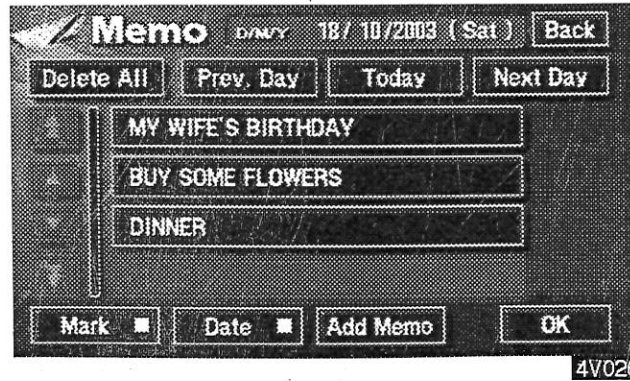 Memo D/M/Y 18/ 10/2003 ( Sat ) Back
Delete All Prev. Day Today Next Day
MY WIFE'S BIRTHDAY
BUY SOME FLOWERS
DINNER
Mark Date Add Memo OK
4V026